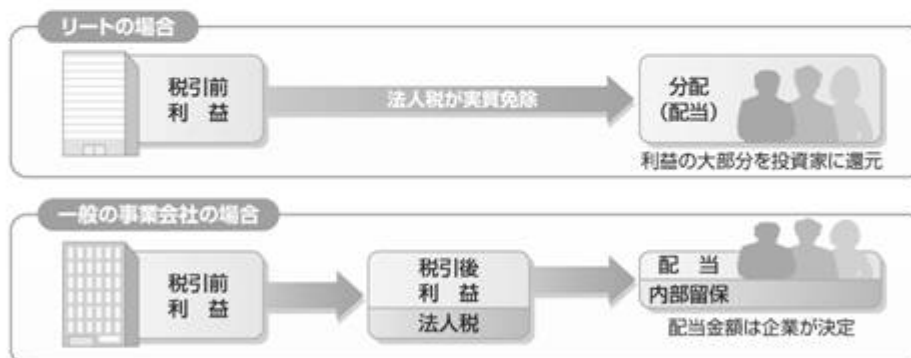 リートの場合
税引前
利　益
法人税が実質免除
分配
（配当）
利益の大部分を投資家に還元
一般の事業会社の場合
税引前
利　益
税引後
利　益
法人税
配　当
内部留保
配当金額は企業が決定